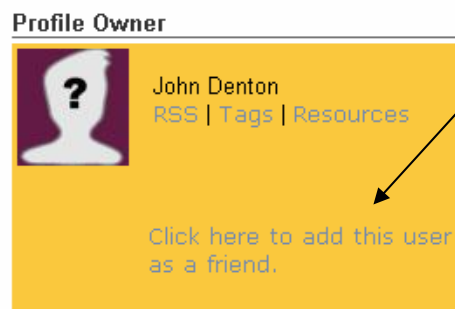 Profile Owner
?
John Denton
RSS | Tags | Resources
Click here to add this user
as a friend.